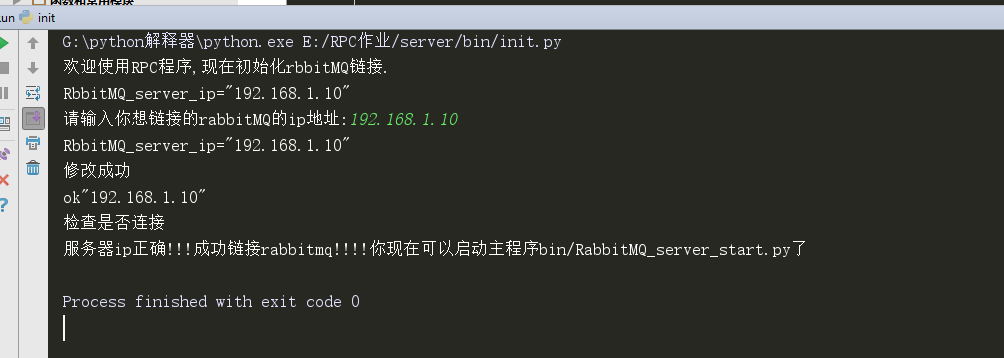 函数和常用模块
un init
G:\python解释器\python.exe E:/RPC作业/server/bin/init.py
欢迎使用RPC程序,现在初始化rbbitMQ链接.
RbbitMQ_server_ip="192.168.1.10"
请输入你想链接的rabbitMQ的ip地址:192.168.1.10
RbbitMQ_server_ip="192.168.1.10"
修改成功
ok"192.168.1.10"
检查是否连接
服务器ip正确!!!成功链接rabbitmq!!!!你现在可以启动主程序bin/RabbitMQ_server_start.py了
Process finished with exit code 0